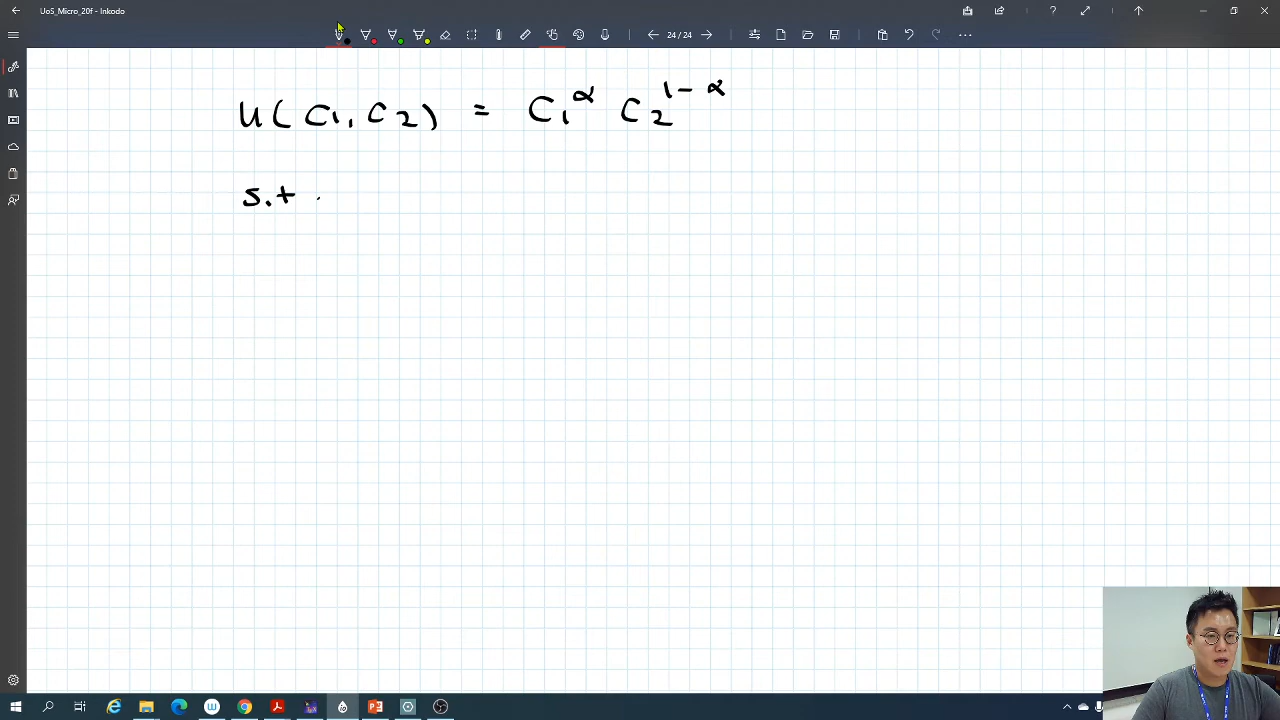 UoS_Micro_20f - Inkodo
24 / 24
U(C1, C2) = C1^α C2^1-α
s.t .